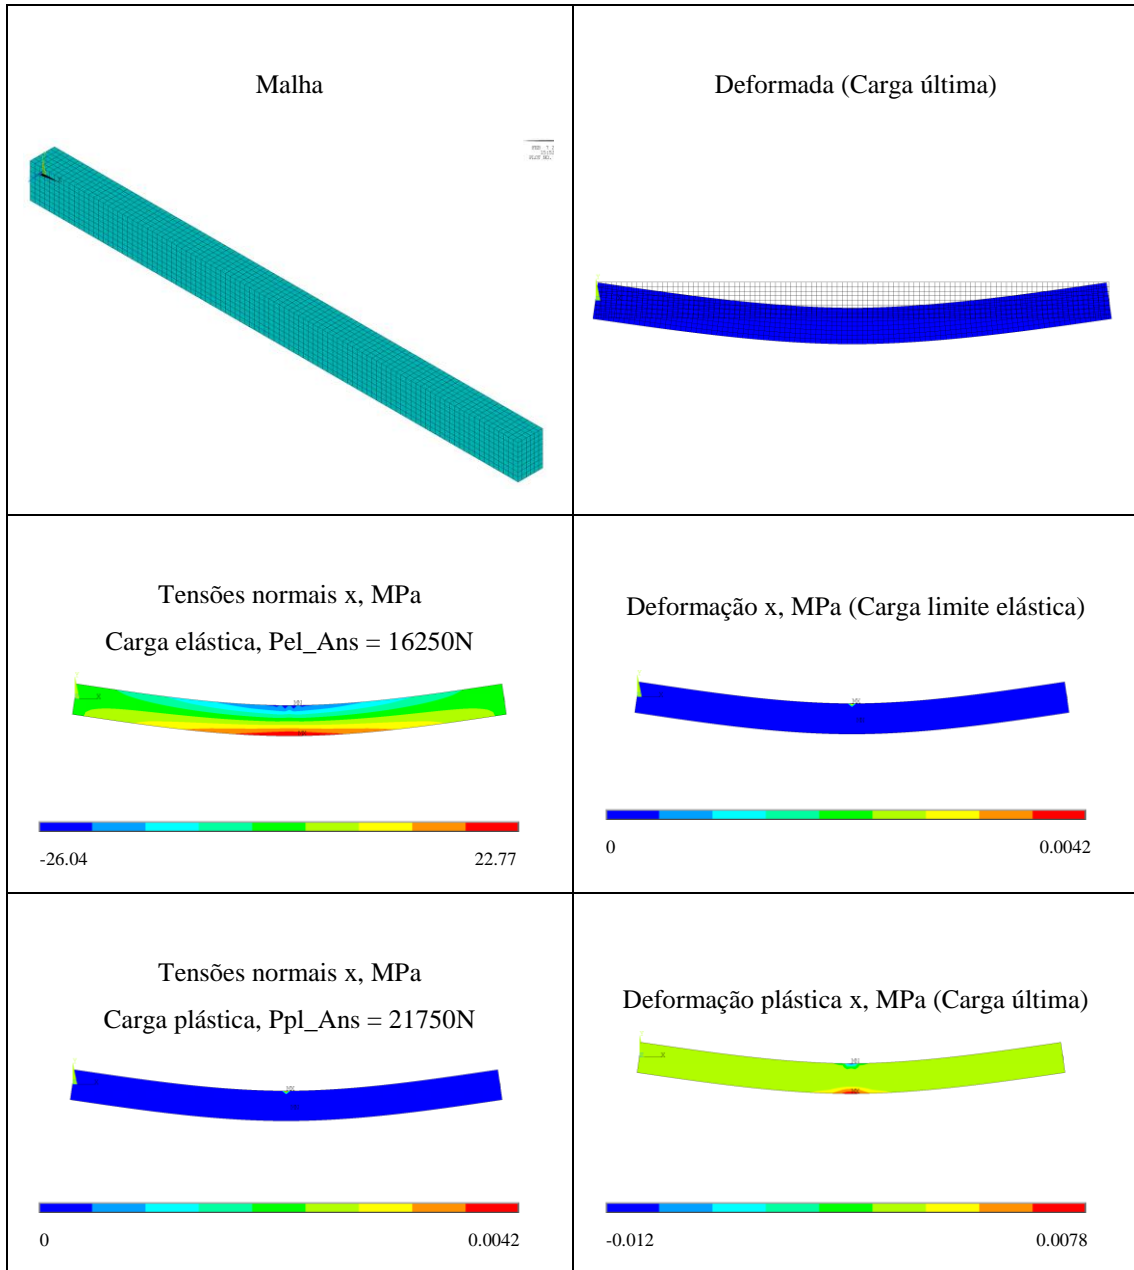 Malha
Deformada (Carga última)
Tensões normais x, MPa
Carga elástica, Pel_Ans = 16250N
-26.04
22.77
Deformação x, MPa (Carga limite elástica)
0
0.0042
Tensões normais x, MPa
Carga plástica, Ppl_Ans = 21750N
0
0.0042
Deformação plástica x, MPa (Carga última)
-0.012
0.0078